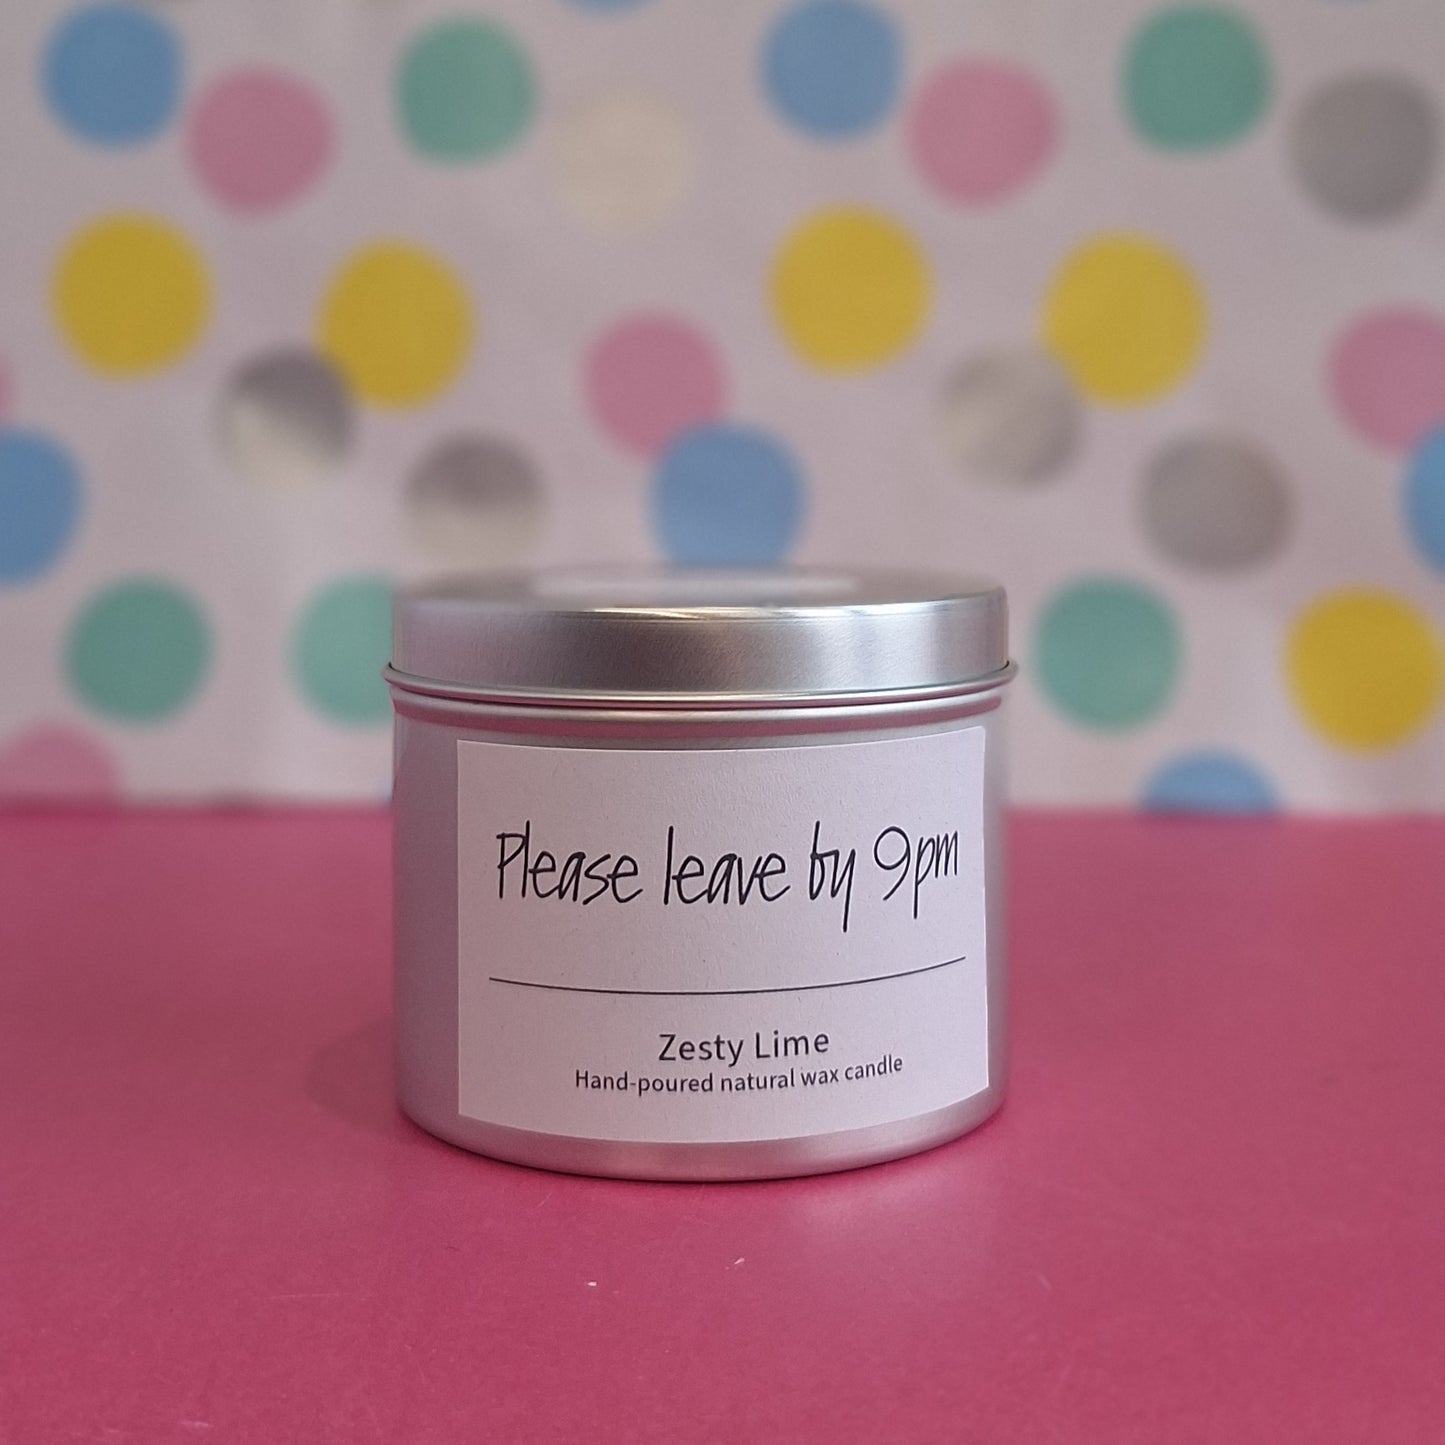 Please leave by 9pm
Zesty Lime
Hand-poured natural wax candle